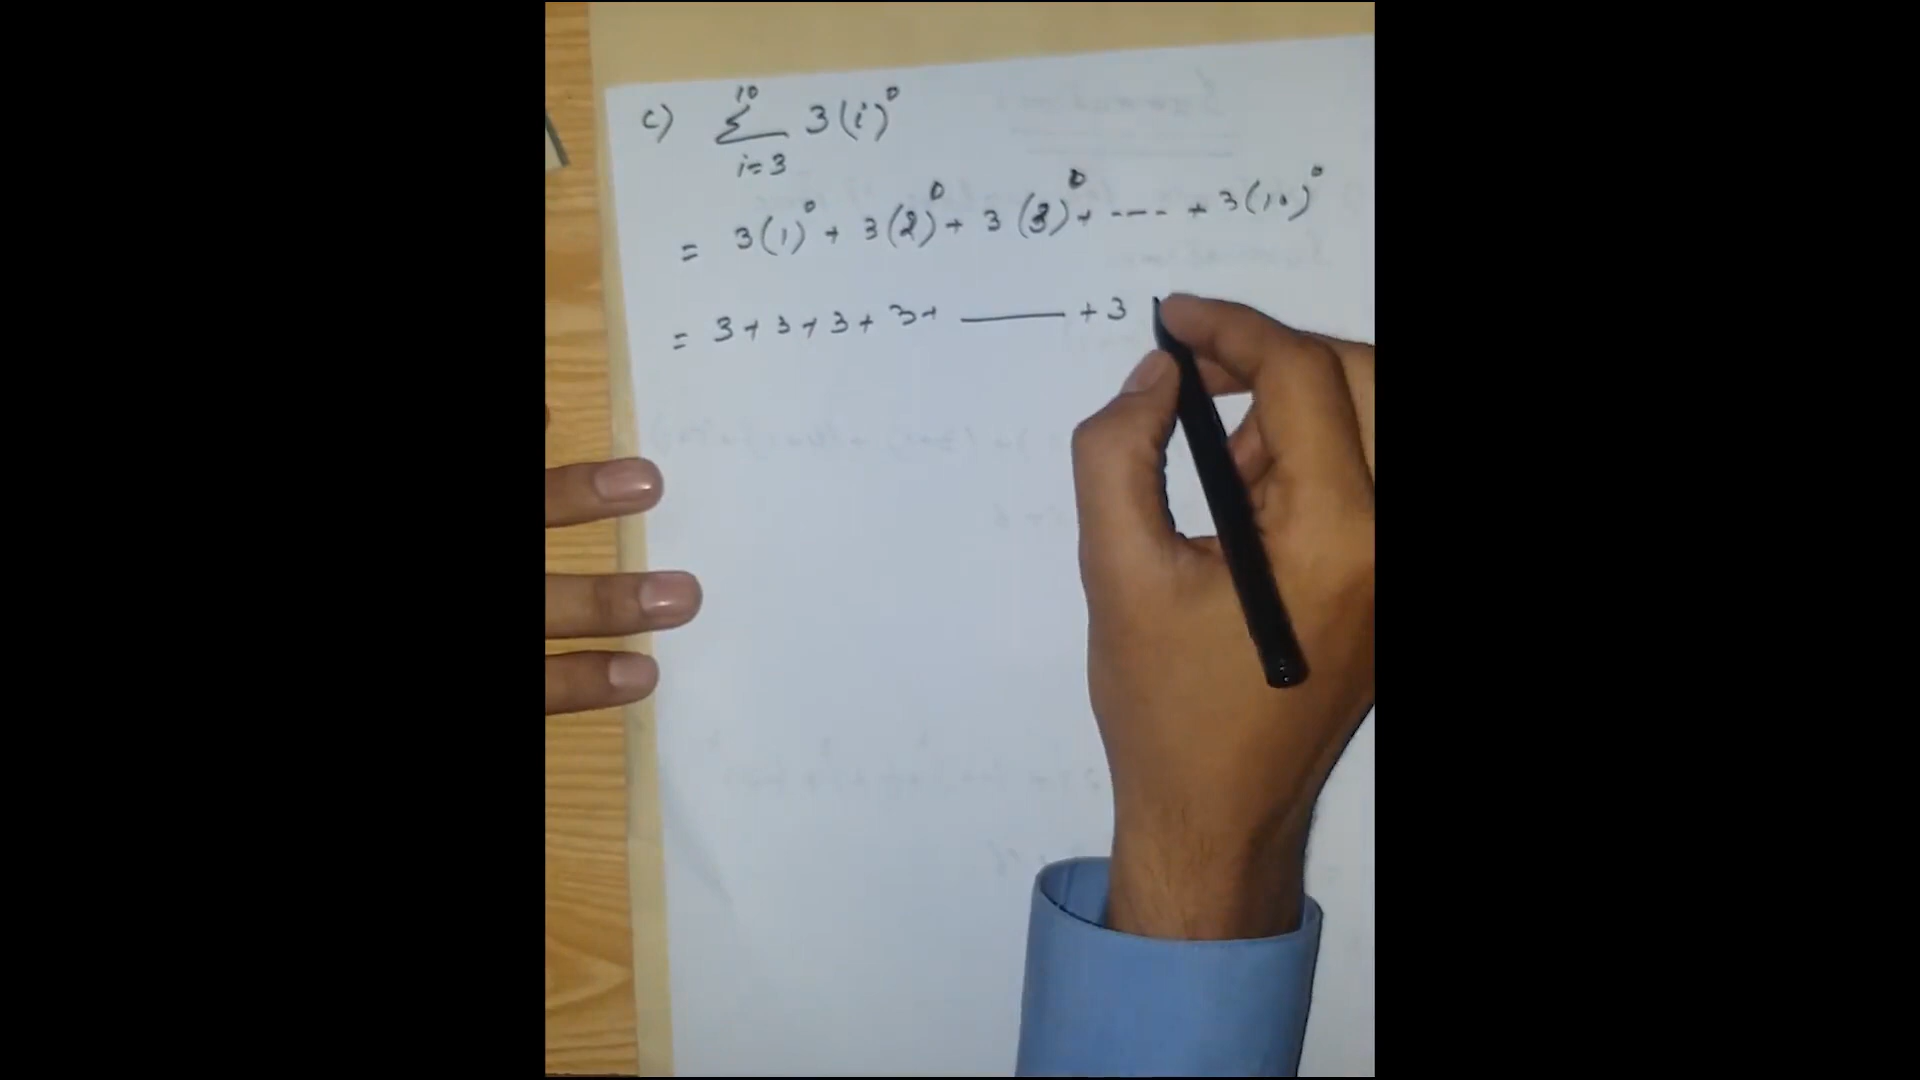 c) ∑_{i=3}^{10} 3(i)^0
= 3(1)^0 + 3(2)^0 + 3(3)^0 + ---- + 3(10)^0
= 3 + 3 + 3 + 3 + ——— + 3